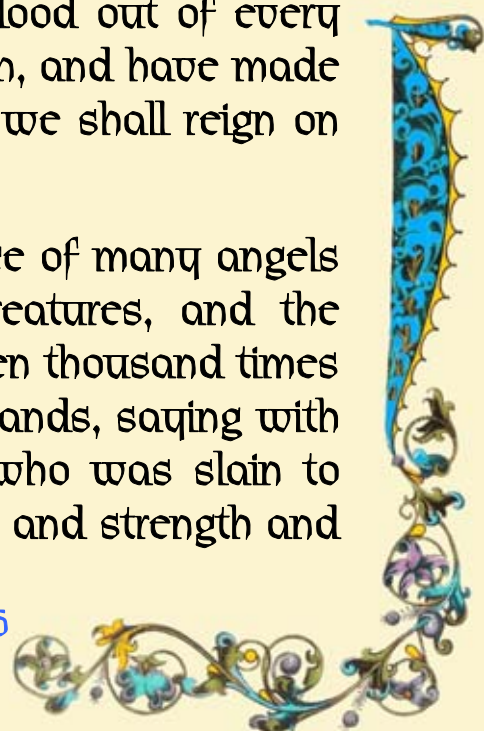 lood out of every
n, and have made
we shall reign on
e of many angels
reatures, and the
en thousand times
ands, saying with
who was slain to
and strength and